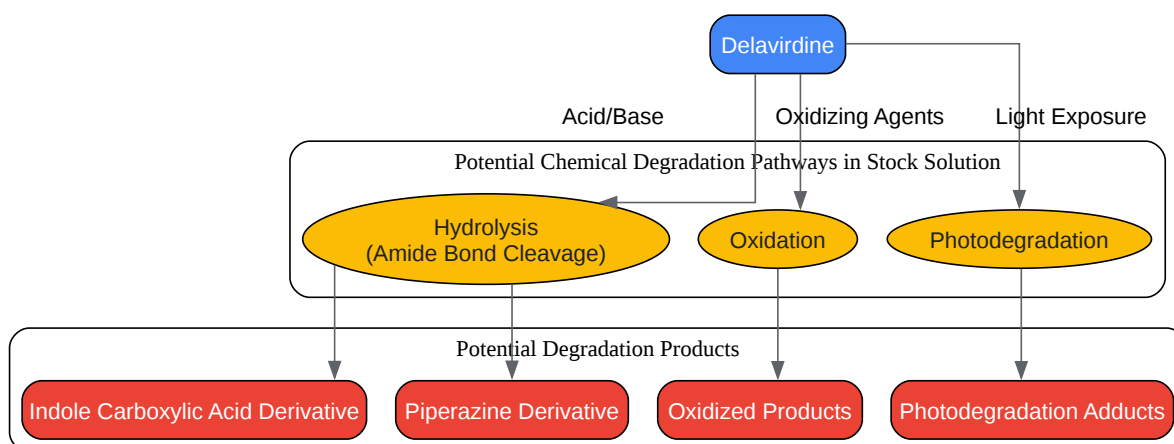 Delavirdine
Acid/Base
Oxidizing Agents
Light Exposure
Potential Chemical Degradation Pathways in Stock Solution
Hydrolysis
(Amide Bond Cleavage)
Oxidation
Photodegradation
Potential Degradation Products
Indole Carboxylic Acid Derivative
Piperazine Derivative
Oxidized Products
Photodegradation Adducts